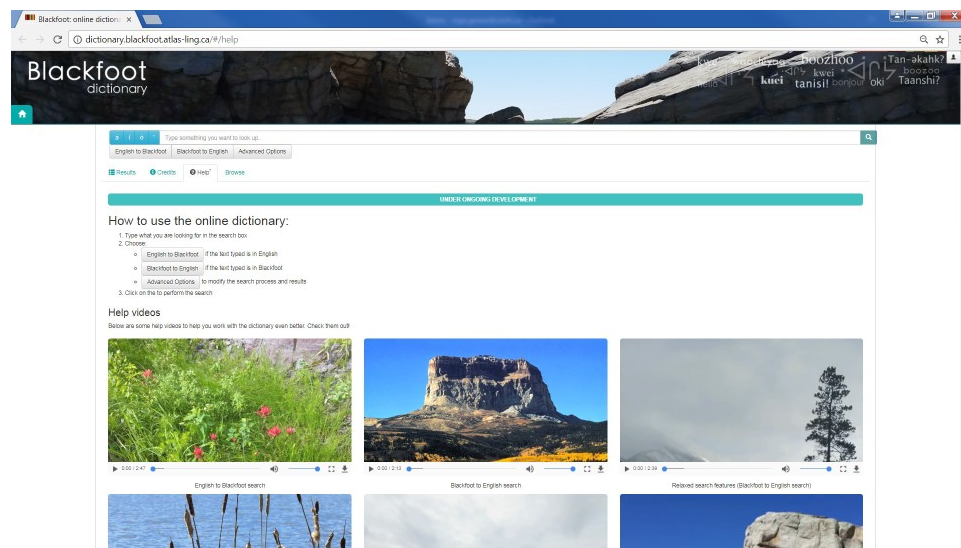 Blackfoot: online diction
dictionary.blackfoot.atlas-ling.ca/#/help
Blackfoot
dictionary
boozhoo
Tan-əkahk?
kwei
boozoo
hello
kuei
tanisi!
bonjour
oki
Taanshi?
a i o ' Type something you want to look up..
English to Blackfoot Blackfoot to English Advanced Options
Results Credits Help Browse
UNDER ONGOING DEVELOPMENT
How to use the online dictionary:
1. Type what you are looking for in the search box
2. Choose:
English to Blackfoot if the text typed is in English
Blackfoot to English if the text typed is in Blackfoot
Advanced Options to modify the search process and results
3. Click on the to perform the search
Help videos
Below are some help videos to help you work with the dictionary even better. Check them out!
0:00 / 2:47
0:00 / 2:13
0:00 / 2:36
English to Blackfoot search
Blackfoot to English search
Relaxed search features (Blackfoot to English search)